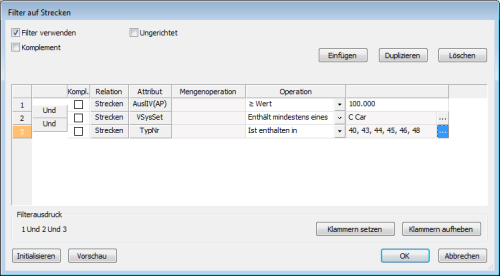 Filter auf Strecken
Filter verwenden Ungerichtet
Komplement
Einfügen Duplizieren Löschen
Kompl. Relation Attribut Mengenoperation Operation
1 Strecken AuslIV(AP) ≥ Wert 100.000
Und
2 Strecken VSysSet Enthält mindestens eines C Car ...
Und
3 Strecken TypNr Ist enthalten in 40, 43, 44, 45, 46, 48 ...
Filterausdruck
1 Und 2 Und 3 Klammern setzen Klammern aufheben
Initialisieren Vorschau OK Abbrechen